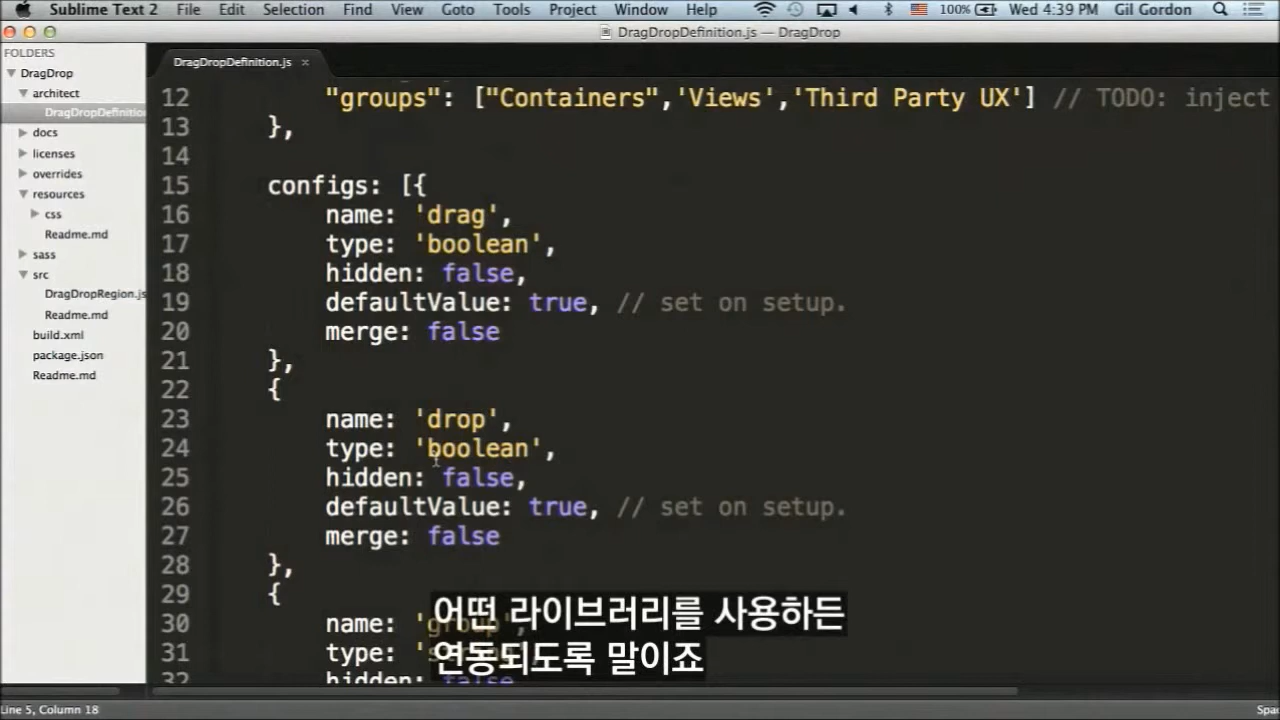 Sublime Text 2 File Edit Selection Find View Goto Tools Project Window Help 100% Wed 4:39 PM Gil Gordon
DragDropDefinition.js — DragDrop
FOLDERS
DragDrop
architect
DragDropDefinitio
docs
licenses
overrides
resources
css
Readme.md
sass
src
DragDropRegion.js
Readme.md
build.xml
package.json
Readme.md
DragDropDefinition.js ×
12 "groups": ["Containers",'Views','Third Party UX'] // TODO: inject
13 },
14
15 configs: [{
16 name: 'drag',
17 type: 'boolean',
18 hidden: false,
19 defaultValue: true, // set on setup.
20 merge: false
21 },
22 {
23 name: 'drop',
24 type: 'boolean',
25 hidden: false,
26 defaultValue: true, // set on setup.
27 merge: false
28 },
29 {
30 name: 'group',
31 type:
32 hidden: false
어떤 라이브러리를 사용하든
연동되도록 말이죠
Line 5, Column 18
Spac